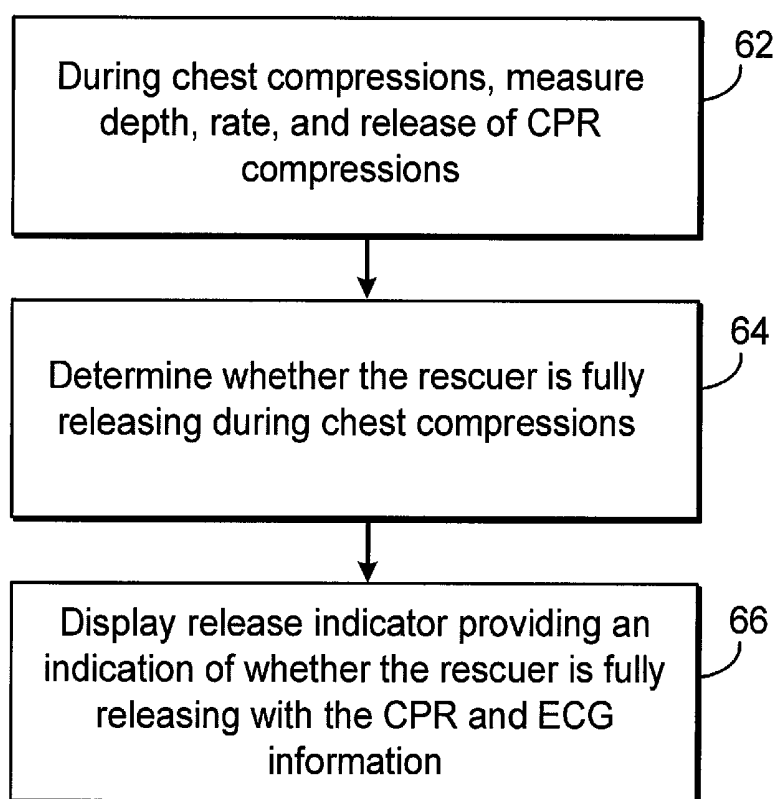 During chest compressions, measure
depth, rate, and release of CPR
compressions
62
Determine whether the rescuer is fully
releasing during chest compressions
64
Display release indicator providing an
indication of whether the rescuer is fully
releasing with the CPR and ECG
information
66